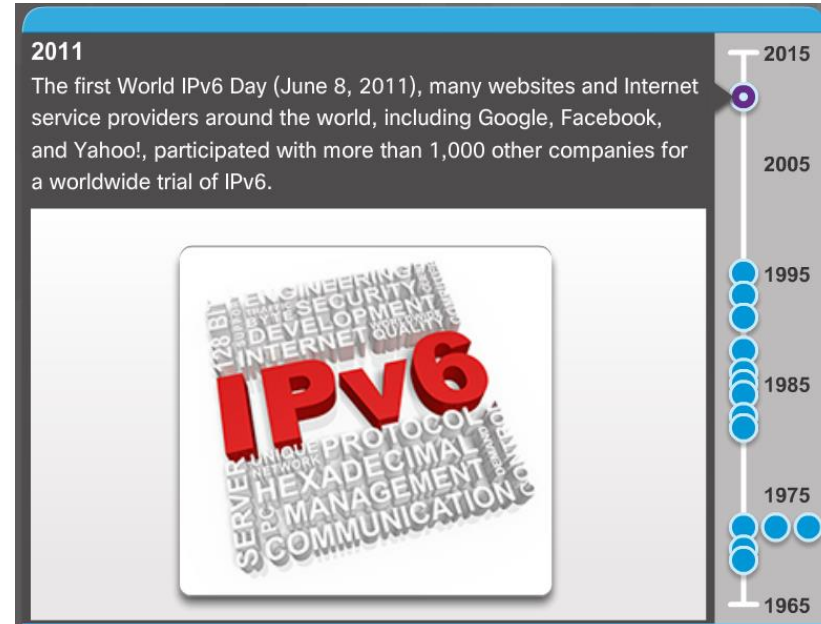 2011
The first World IPv6 Day (June 8, 2011), many websites and Internet
service providers around the world, including Google, Facebook,
and Yahoo!, participated with more than 1,000 other companies for
a worldwide trial of IPv6.
ENGINEERING
128 BIT
SECURITY
DEVELOPMENT
WORLDWIDE
INTERNET
QUALITY
IPv6
SERVER
UNIQUE
NETWORK
PROTOCOL
CONTROL
HEXADECIMAL
DEMAND
PC
MANAGEMENT
COMMUNICATION
2015
2005
1995
1985
1975
1965